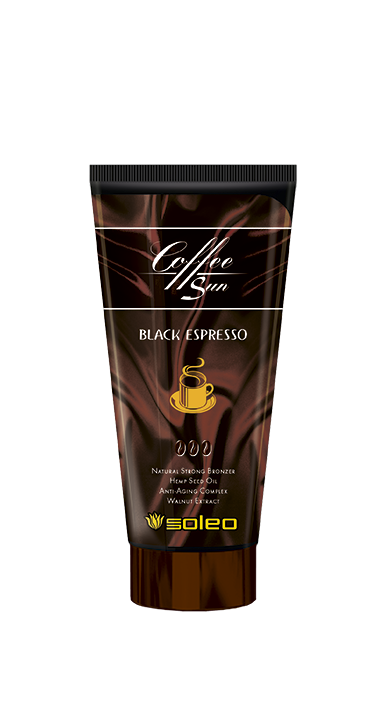 Coffee
Sun
BLACK ESPRESSO
NATURAL STRONG BRONZER
HEMP SEED OIL
ANTI-AGING COMPLEX
WALNUT EXTRACT
soleo